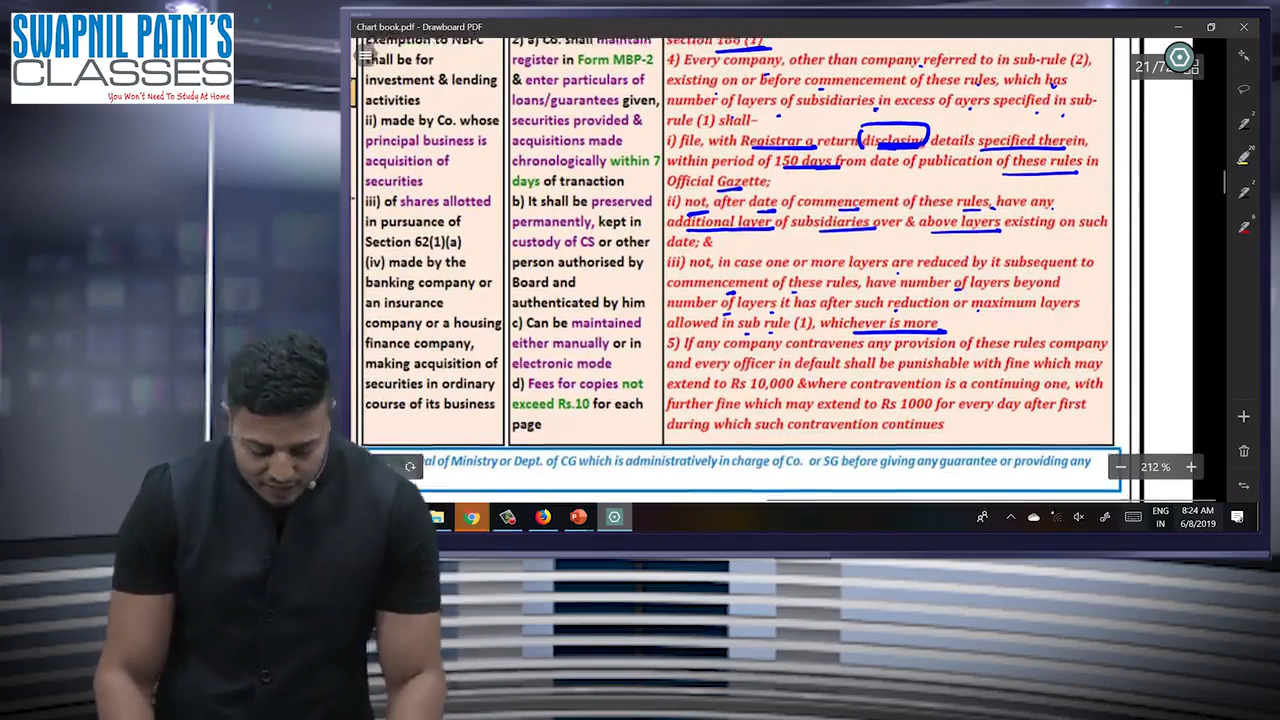 SWAPNIL PATNI'S
CLASSES
You Won't Need To Study At Home
Chart book.pdf - Drawboard PDF
21/7
Exemption to NBFC
shall be for
investment & lending
activities
ii) made by Co. whose
principal business is
acquisition of
securities
iii) of shares allotted
in pursuance of
Section 62(1)(a)
(iv) made by the
banking company or
an insurance
company or a housing
finance company,
making acquisition of
securities in ordinary
course of its business
2) a) Co. shall maintain
register in Form MBP-2
& enter particulars of
loans/guarantees given,
securities provided &
acquisitions made
chronologically within 7
days of tranaction
b) It shall be preserved
permanently, kept in
custody of CS or other
person authorised by
Board and
authenticated by him
c) Can be maintained
either manually or in
electronic mode
d) Fees for copies not
exceed Rs.10 for each
page
section 186 (1)
4) Every company, other than company referred to in sub-rule (2),
existing on or before commencement of these rules, which has
number of layers of subsidiaries in excess of ayers specified in sub-
rule (1) shall–
i) file, with Registrar a return disclosing details specified therein,
within period of 150 days from date of publication of these rules in
Official Gazette;
ii) not, after date of commencement of these rules, have any
additional layer of subsidiaries over & above layers existing on such
date; &
iii) not, in case one or more layers are reduced by it subsequent to
commencement of these rules, have number of layers beyond
number of layers it has after such reduction or maximum layers
allowed in sub rule (1), whichever is more
5) If any company contravenes any provision of these rules company
and every officer in default shall be punishable with fine which may
extend to Rs 10,000 &where contravention is a continuing one, with
further fine which may extend to Rs 1000 for every day after first
during which such contravention continues
al of Ministry or Dept. of CG which is administratively in charge of Co. or SG before giving any guarantee or providing any
212 %
ENG
IN
8:24 AM
6/8/2019